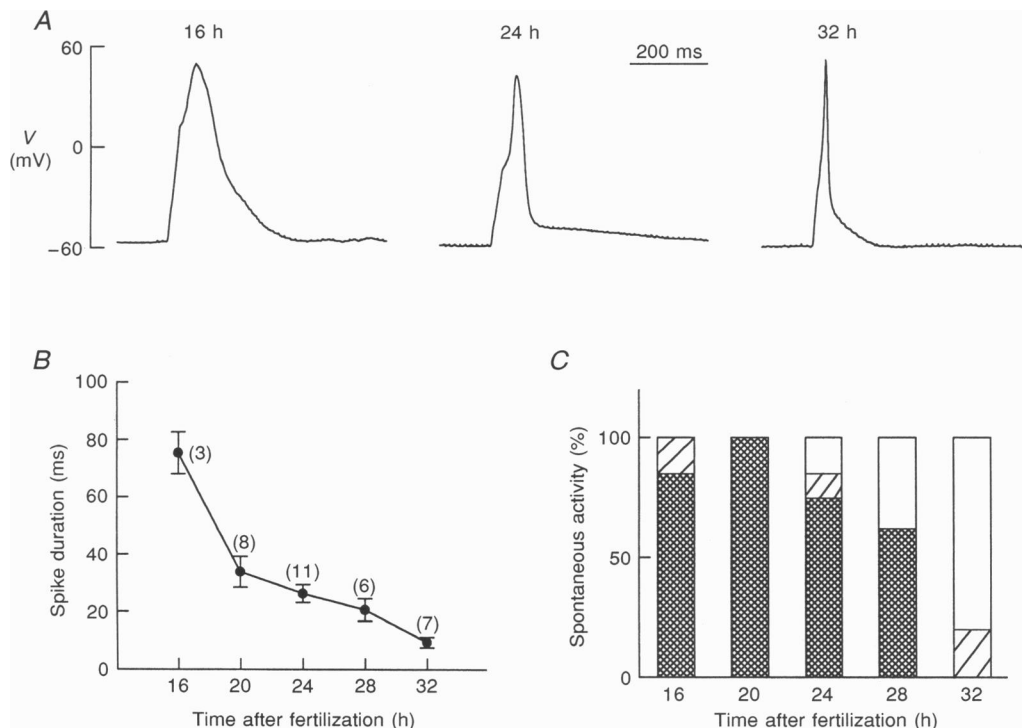 A
16 h
24 h
32 h
200 ms
60
0
−60
V
(mV)
B
100
80
60
40
20
0
Spike duration (ms)
(3)
(8)
(11)
(6)
(7)
16
20
24
28
32
Time after fertilization (h)
C
100
50
0
Spontaneous activity (%)
16
20
24
28
32
Time after fertilization (h)